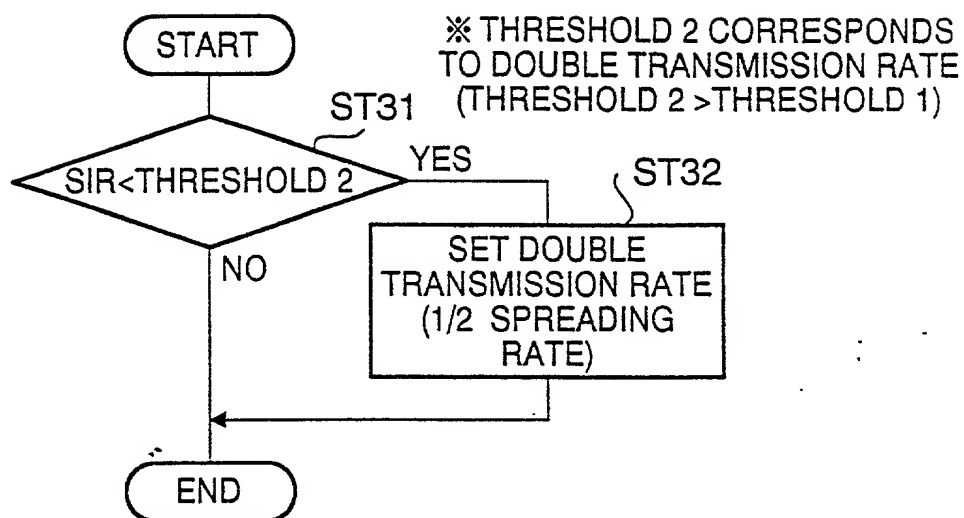 START
※ THRESHOLD 2 CORRESPONDS
TO DOUBLE TRANSMISSION RATE
(THRESHOLD 2 >THRESHOLD 1)
ST31
SIR<THRESHOLD 2
YES
ST32
NO
SET DOUBLE
TRANSMISSION RATE
(1/2 SPREADING
RATE)
END